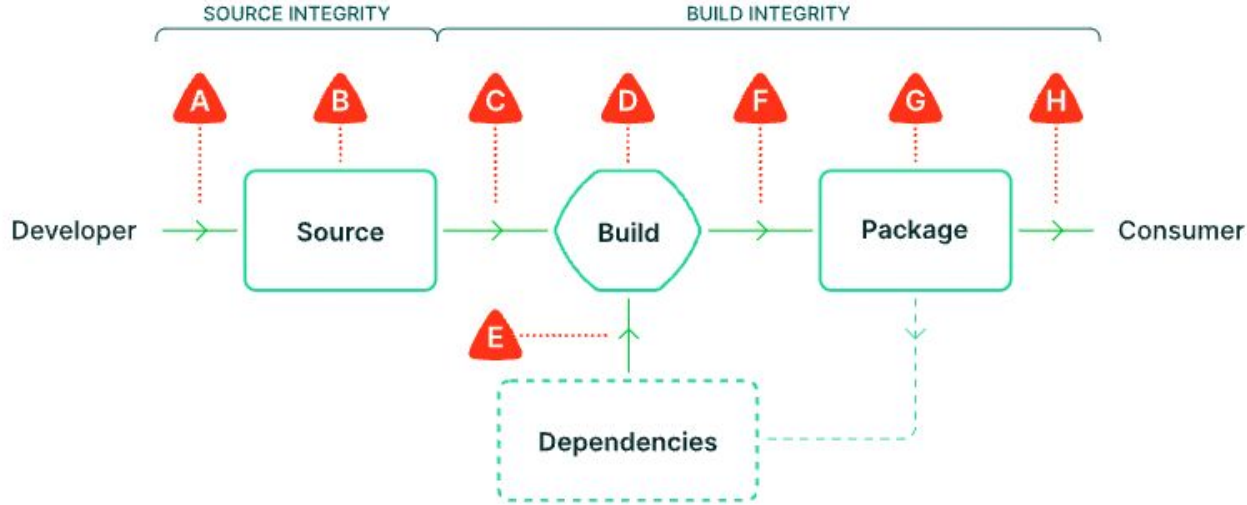 SOURCE INTEGRITY BUILD INTEGRITY
A B C D F G H
Developer Source Build Package Consumer
E
Dependencies